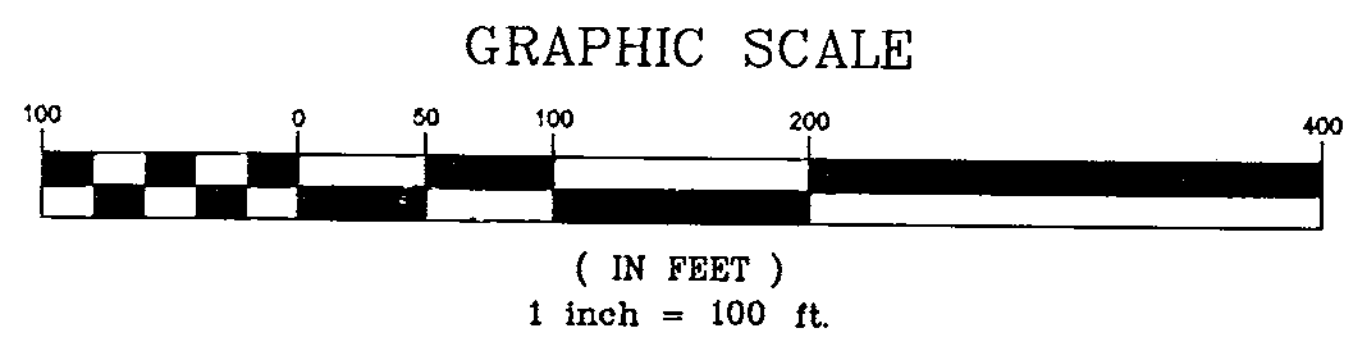 GRAPHIC SCALE
100 0 50 100 200 400
( IN FEET )
1 inch = 100 ft.